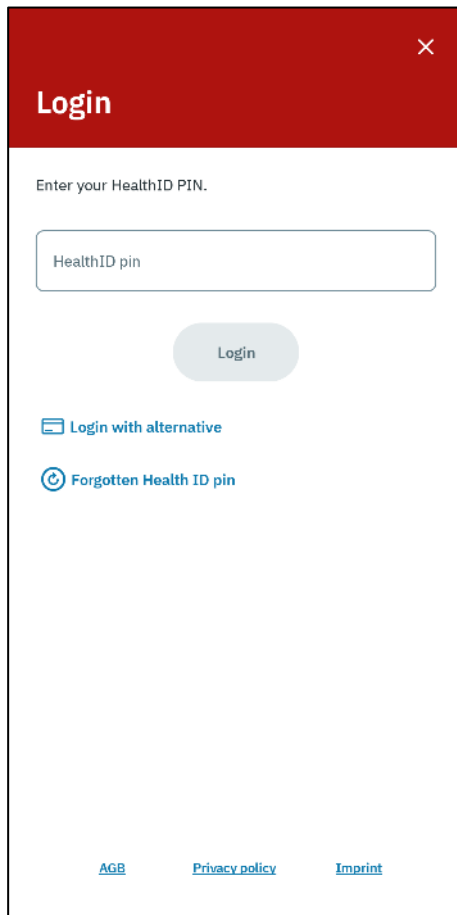 Login
Enter your HealthID PIN.
HealthID pin
Login
Login with alternative
Forgotten Health ID pin
AGB Privacy policy Imprint